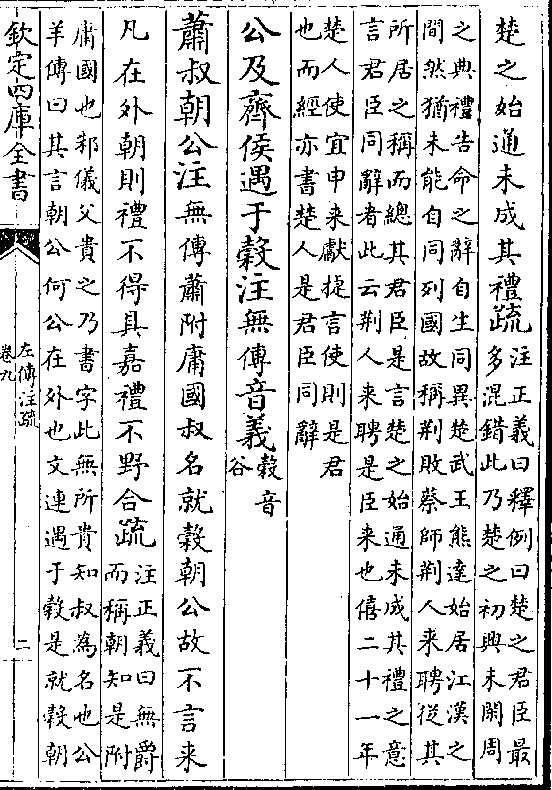 楚之始通未成其禮疏注正義曰釋例曰楚之君臣最
多混錯此乃楚之初興未開周
之典禮告命之辭自生同異楚武王熊達始居江漢之
間然猶未能自同列國故稱荆敗蔡師荆人來聘從其
所居之稱而總其君臣是言楚之始通未成其禮之意
言君臣同辭者此云荆人來聘是臣來也僖二十一年
楚人使宜申來獻捷言使則是君
也而經亦書楚人是君臣同辭
公及齊侯遇于穀注無傳音義穀音
谷
蕭叔朝公注無傳蕭附庸國叔名就穀朝公故不言來
凡在外朝則禮不得具嘉禮不野合疏注正義曰無爵
而稱朝知是附
庸國也邾儀父貴之乃書字此無所貴知叔為名也公
羊傳曰其言朝公何公在外也文連遇于穀是就穀朝
欽定四庫全書
左傳注疏
卷九
二